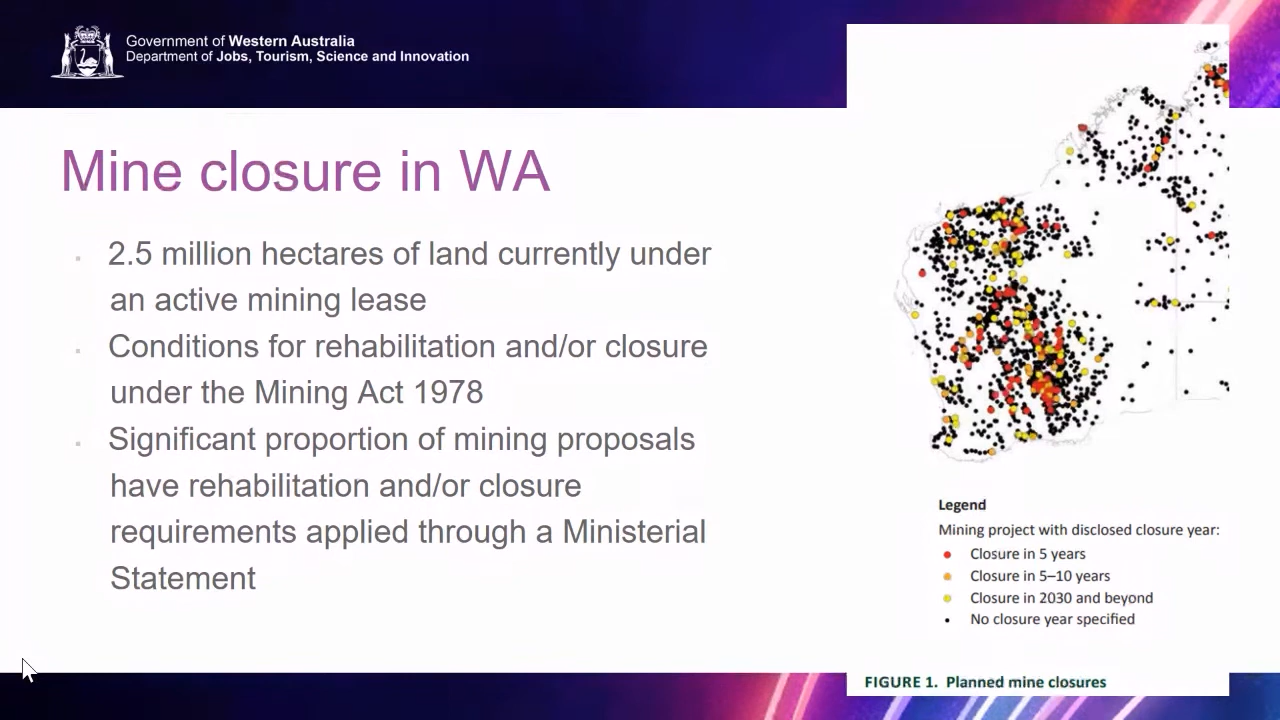 Government of Western Australia
Department of Jobs, Tourism, Science and Innovation
Mine closure in WA
2.5 million hectares of land currently under
an active mining lease
Conditions for rehabilitation and/or closure
under the Mining Act 1978
Significant proportion of mining proposals
have rehabilitation and/or closure
requirements applied through a Ministerial
Statement
Legend
Mining project with disclosed closure year:
Closure in 5 years
Closure in 5–10 years
Closure in 2030 and beyond
No closure year specified
FIGURE 1. Planned mine closures